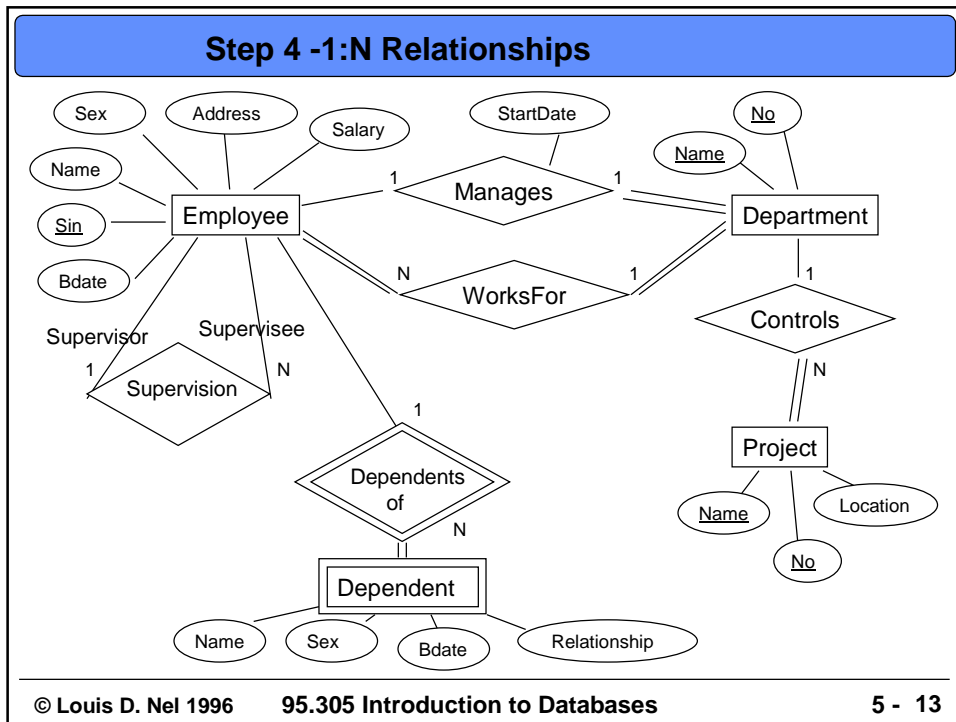 Step 4 -1:N Relationships
Sex
Address
Salary
StartDate
No
Name
Name
Sin
Bdate
Employee
1
Manages
1
Department
N
WorksFor
1
1
Controls
N
Supervisor
Supervisee
1
Supervision
N
1
Dependents
of
N
Project
Name
Location
No
Dependent
Name
Sex
Bdate
Relationship
© Louis D. Nel 1996 95.305 Introduction to Databases 5 - 13